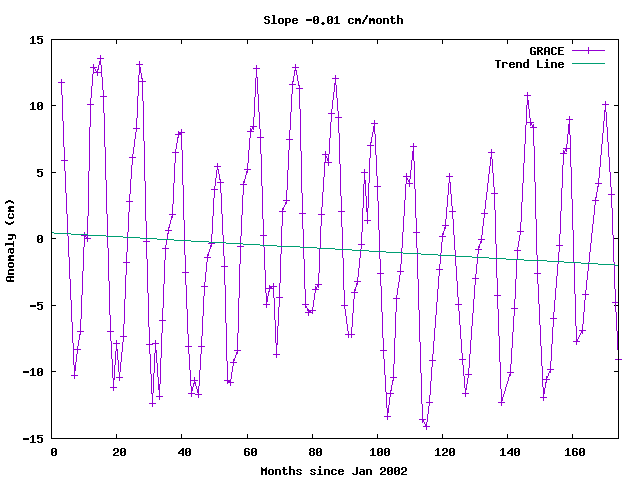 Slope -0.01 cm/month
GRACE
Trend Line
Anomaly (cm)
15
10
5
0
-5
-10
-15
0 20 40 60 80 100 120 140 160
Months since Jan 2002